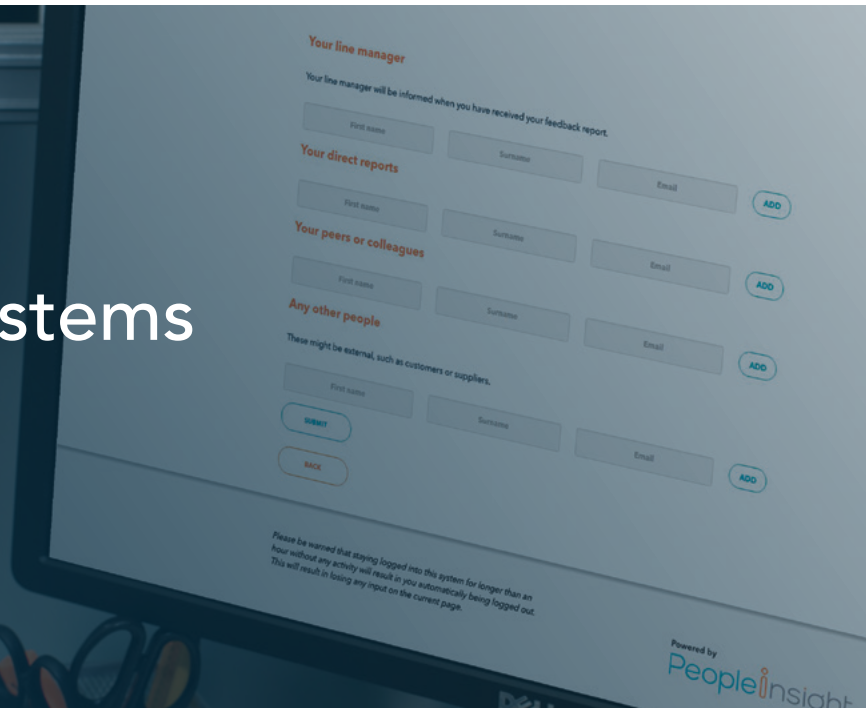 Your line manager
Your line manager will be informed when you have received your feedback report.
First name Surname Email ADD
Your direct reports
First name Surname Email ADD
Your peers or colleagues
First name Surname Email ADD
Any other people
These might be external, such as customers or suppliers.
First name Surname Email ADD
SUBMIT
BACK
stems
Please be warned that staying logged into this system for longer than an
hour without any activity will result in you automatically being logged out.
This will result in losing any input on the current page.
Powered by
PeopleInsight